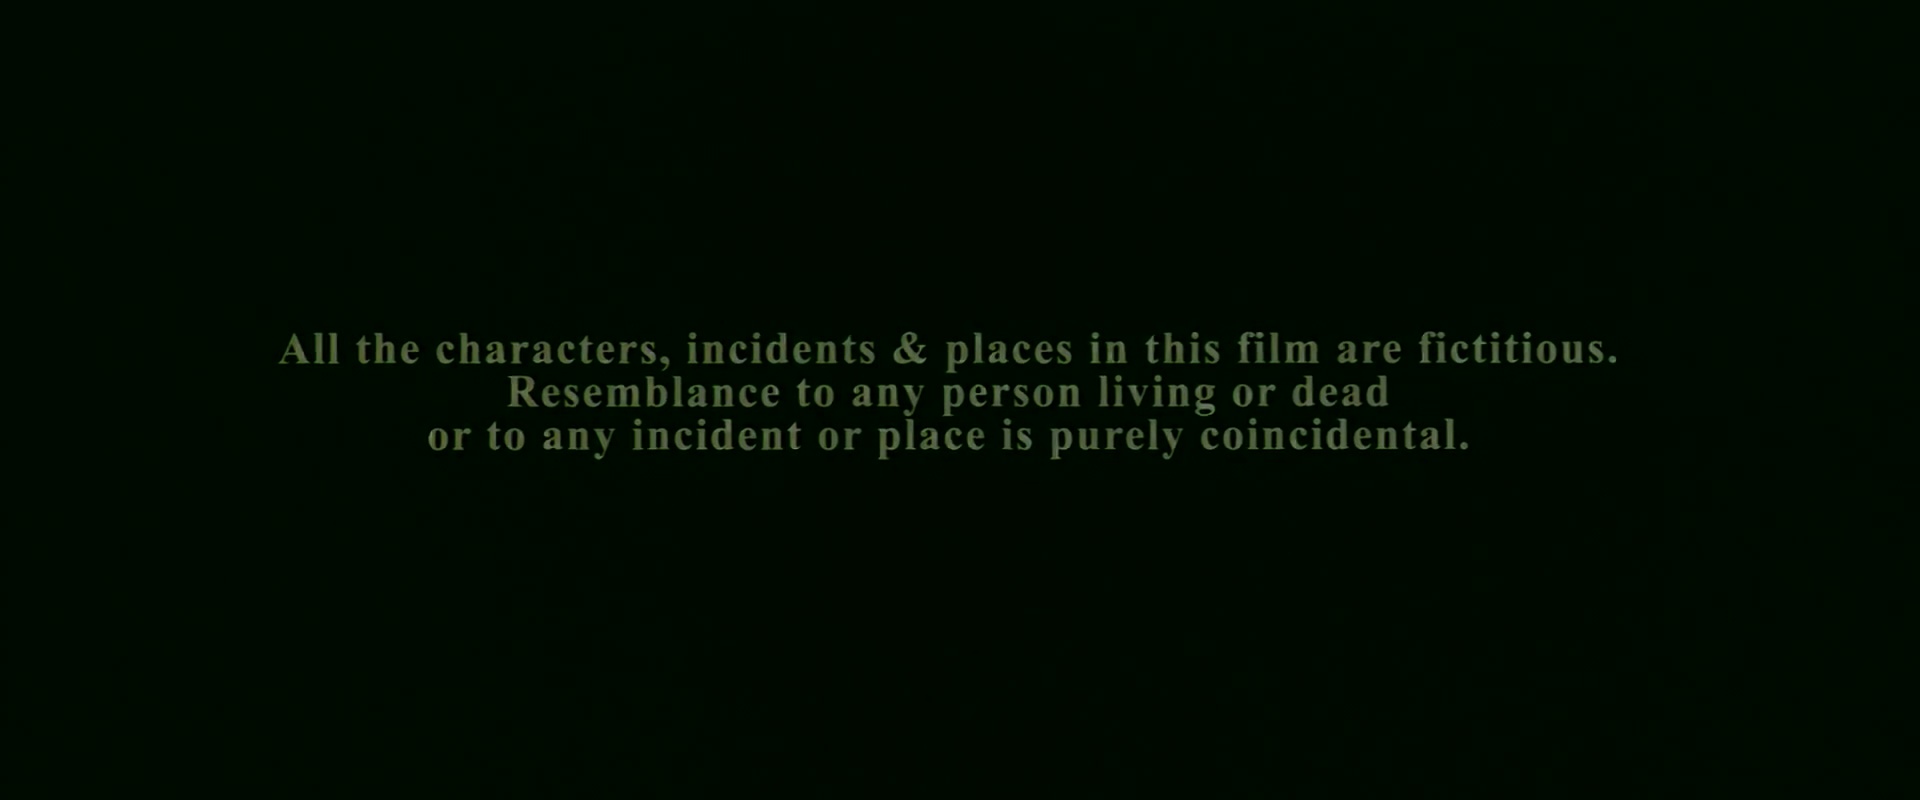 All the characters, incidents & places in this film are fictitious.
Resemblance to any person living or dead
or to any incident or place is purely coincidental.